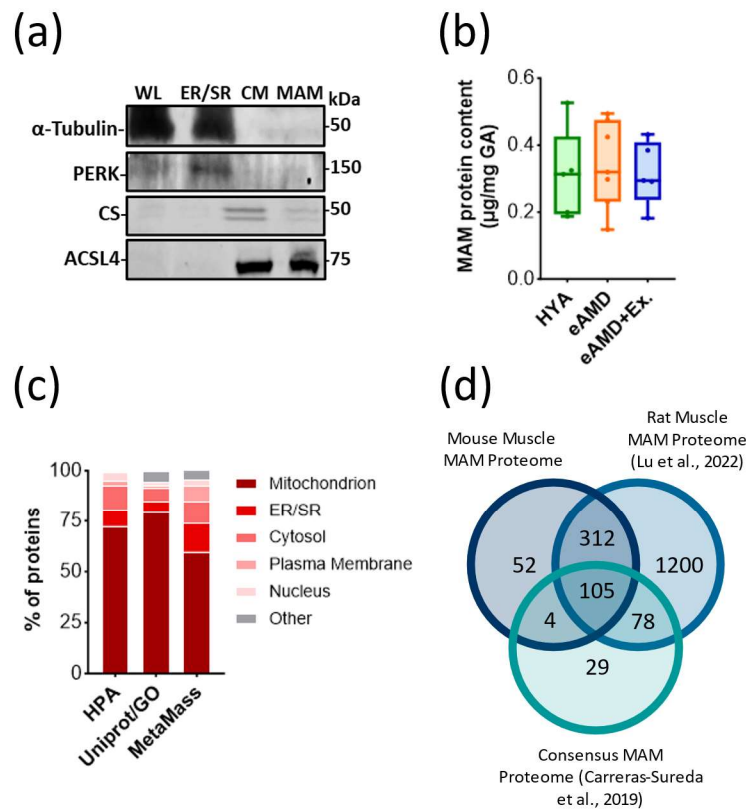 (a)
WL ER/SR CM MAM
kDa
α-Tubulin- -50
PERK- -150
CS- -50
ACSL4- -75
(b)
MAM protein content
(µg/mg GA)
0.6
0.4
0.2
0.0
HYA
eAMD
eAMD+Ex.
(c)
% of proteins
100
75
50
25
0
HPA
Uniprot/GO
MetaMass
Mitochondrion
ER/SR
Cytosol
Plasma Membrane
Nucleus
Other
(d)
Mouse Muscle
MAM Proteome
Rat Muscle
MAM Proteome
(Lu et al., 2022)
312
52
1200
105
4
78
29
Consensus MAM
Proteome (Carreras-Sureda
et al., 2019)